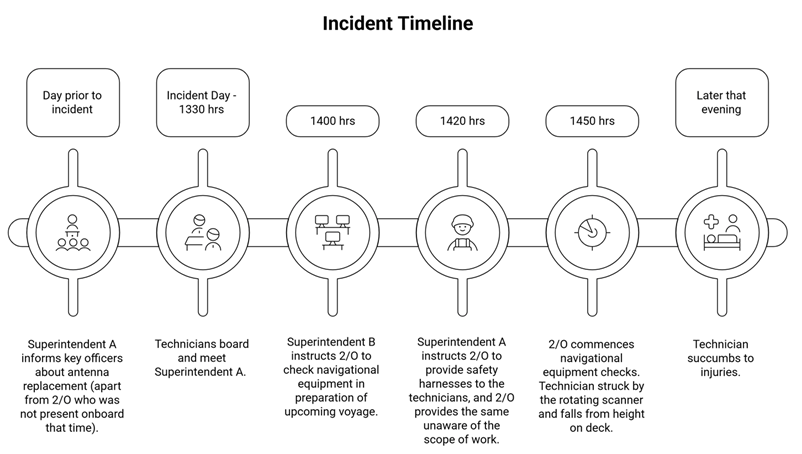 Incident Timeline
Day prior to
incident
Incident Day -
1330 hrs
1400 hrs
1420 hrs
1450 hrs
Later that
evening
Superintendent A
informs key officers
about antenna
replacement (apart
from 2/O who was
not present onboard
that time).
Technicians board
and meet
Superintendent A.
Superintendent B
instructs 2/O to
check navigational
equipment in
preparation of
upcoming voyage.
Superintendent A
instructs 2/O to
provide safety
harnesses to the
technicians, and 2/O
provides the same
unaware of the
scope of work.
2/O commences
navigational
equipment checks.
Technician struck by
the rotating scanner
and falls from height
on deck.
Technician
succumbs to
injuries.